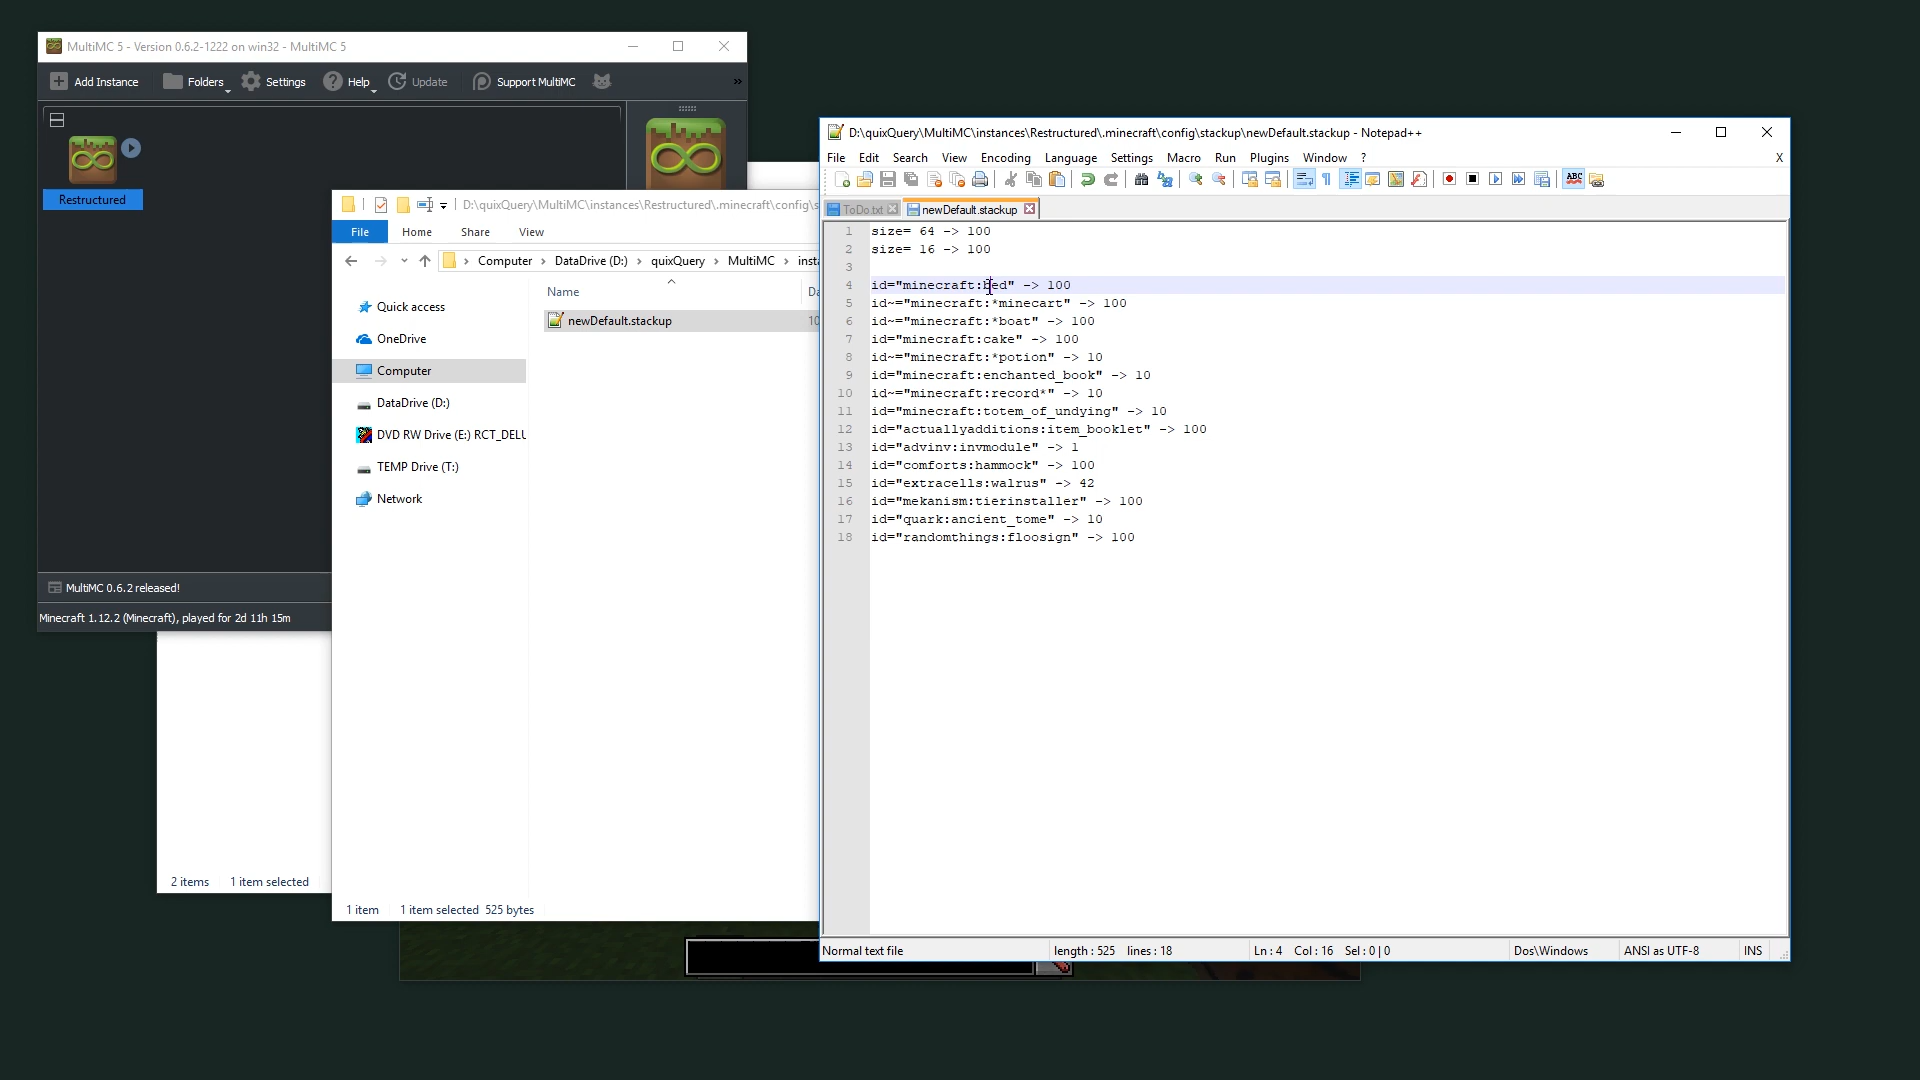 MultiMC 5 - Version 0.6.2-1222 on win32 - MultiMC 5
Add Instance Folders Settings Help Update Support MultiMC »
Restructured
MultiMC 0.6.2 released!
Minecraft 1.12.2 (Minecraft), played for 2d 11h 15m
2 items 1 item selected
D:\quixQuery\MultiMC\instances\Restructured\.minecraft\config\s
File Home Share View
Computer › DataDrive (D:) › quixQuery › MultiMC › inst
Name
Quick access
OneDrive
Computer
DataDrive (D:)
DVD RW Drive (E:) RCT_DELU
TEMP Drive (T:)
Network
newDefault.stackup 10
1 item 1 item selected 525 bytes
D:\quixQuery\MultiMC\instances\Restructured\.minecraft\config\stackup\newDefault.stackup - Notepad++
File Edit Search View Encoding Language Settings Macro Run Plugins Window ? X
ToDo.txt newDefault.stackup
1 size= 64 -> 100
2 size= 16 -> 100
3
4 id="minecraft:bed" -> 100
5 id~="minecraft:*minecart" -> 100
6 id~="minecraft:*boat" -> 100
7 id="minecraft:cake" -> 100
8 id~="minecraft:*potion" -> 10
9 id="minecraft:enchanted_book" -> 10
10 id~="minecraft:record*" -> 10
11 id="minecraft:totem_of_undying" -> 10
12 id="actuallyadditions:item_booklet" -> 100
13 id="advinv:invmodule" -> 1
14 id="comforts:hammock" -> 100
15 id="extracells:walrus" -> 42
16 id="mekanism:tierinstaller" -> 100
17 id="quark:ancient_tome" -> 10
18 id="randomthings:floosign" -> 100
Normal text file length : 525 lines : 18 Ln : 4 Col : 16 Sel : 0 | 0 Dos\Windows ANSI as UTF-8 INS